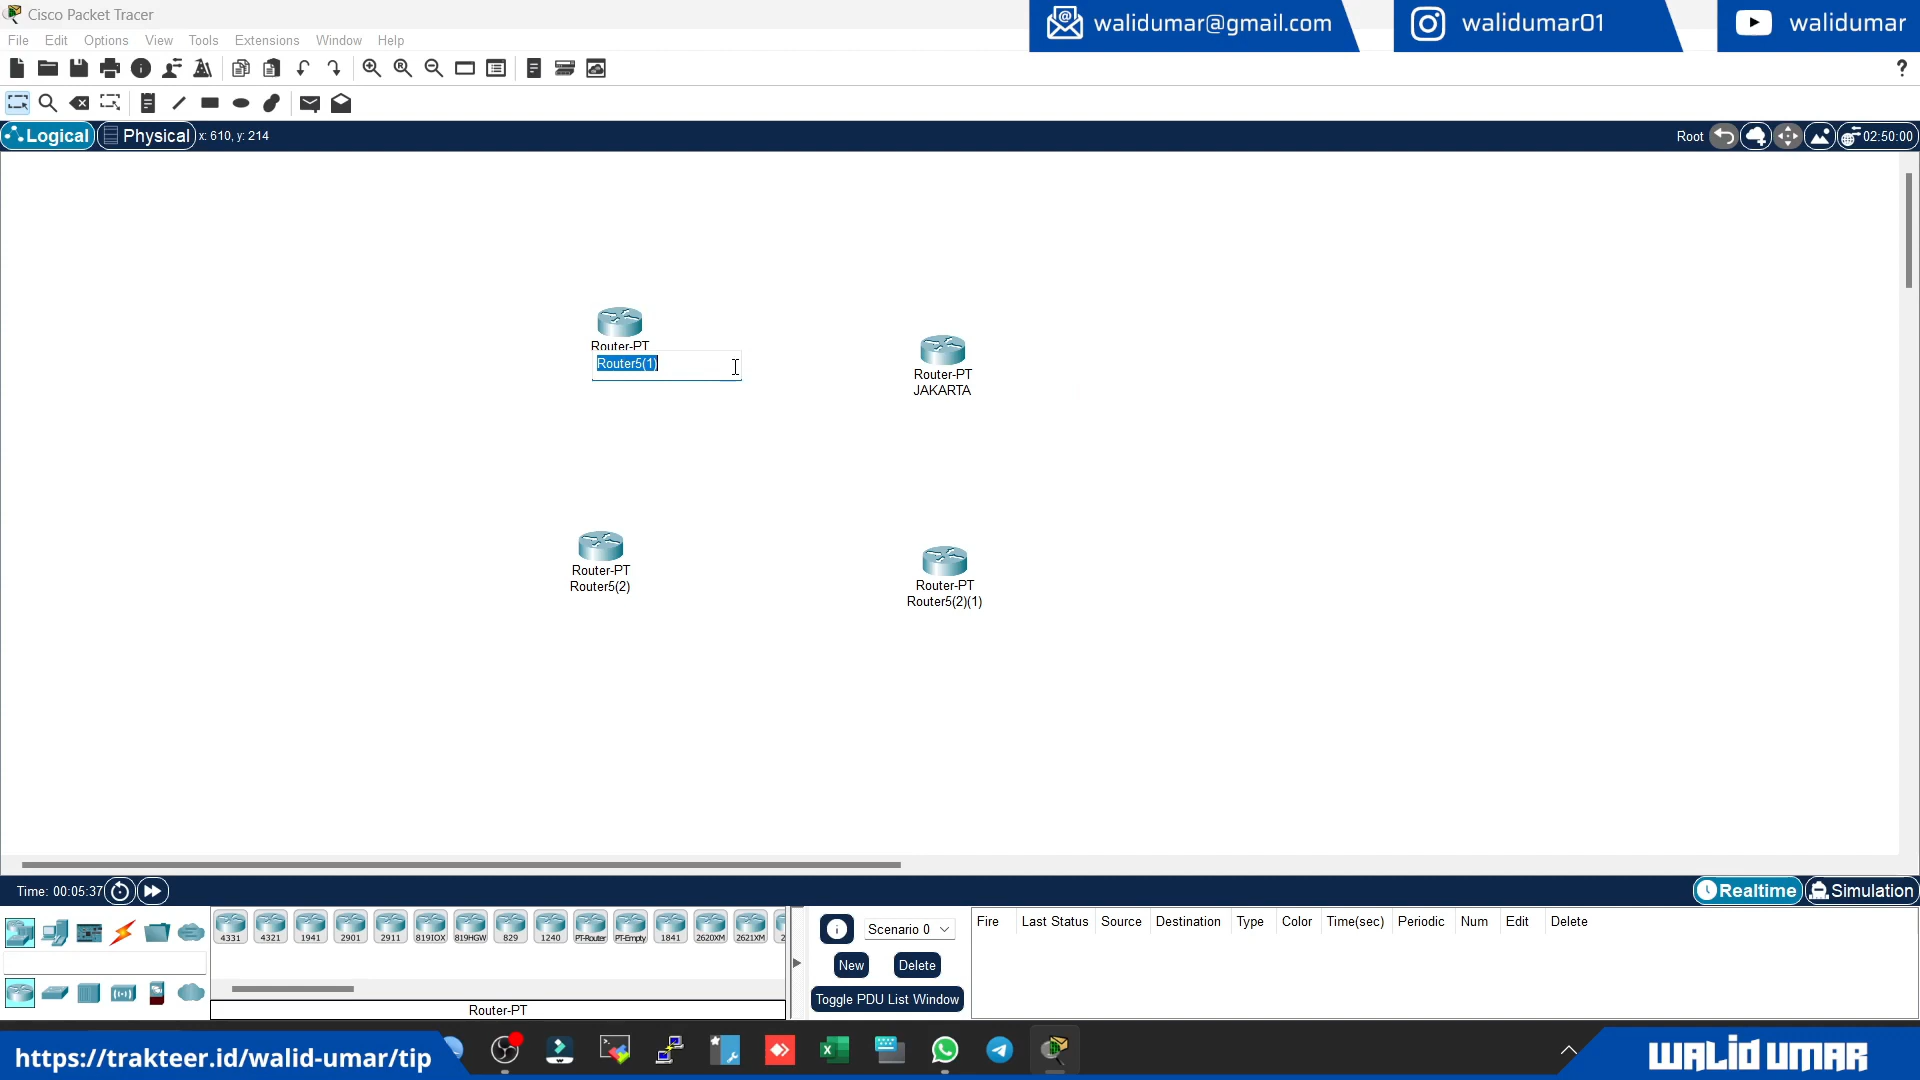 Cisco Packet Tracer
walidumar@gmail.com
walidumar01
walidumar
File Edit Options View Tools Extensions Window Help
?
Logical Physical x: 610, y: 214
Root 02:50:00
Router-PT
Router5(1)
Router-PT
JAKARTA
Router-PT
Router5(2)
Router-PT
Router5(2)(1)
Time: 00:05:37
Realtime Simulation
4331 4321 1941 2901 2911 819IOX 819HGW 829 1240 PT-Router PT-Empty 1841 2620XM 2621XM 2
Router-PT
Scenario 0
New Delete
Toggle PDU List Window
Fire Last Status Source Destination Type Color Time(sec) Periodic Num Edit Delete
https://trakteer.id/walid-umar/tip
WALID UMAR